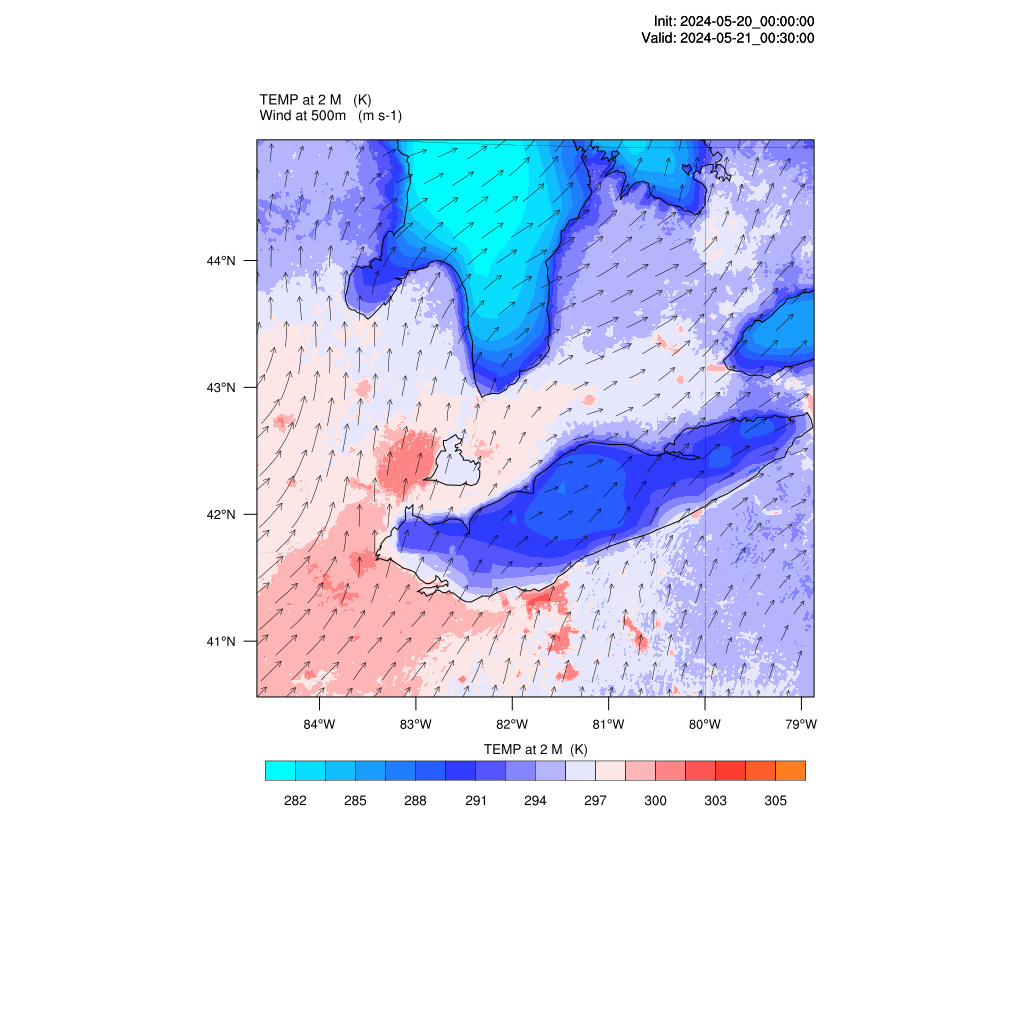 Init: 2024-05-20_00:00:00
Valid: 2024-05-21_00:30:00
TEMP at 2 M (K)
Wind at 500m (m s-1)
44°N
43°N
42°N
41°N
84°W 83°W 82°W 81°W 80°W 79°W
TEMP at 2 M (K)
282 285 288 291 294 297 300 303 305